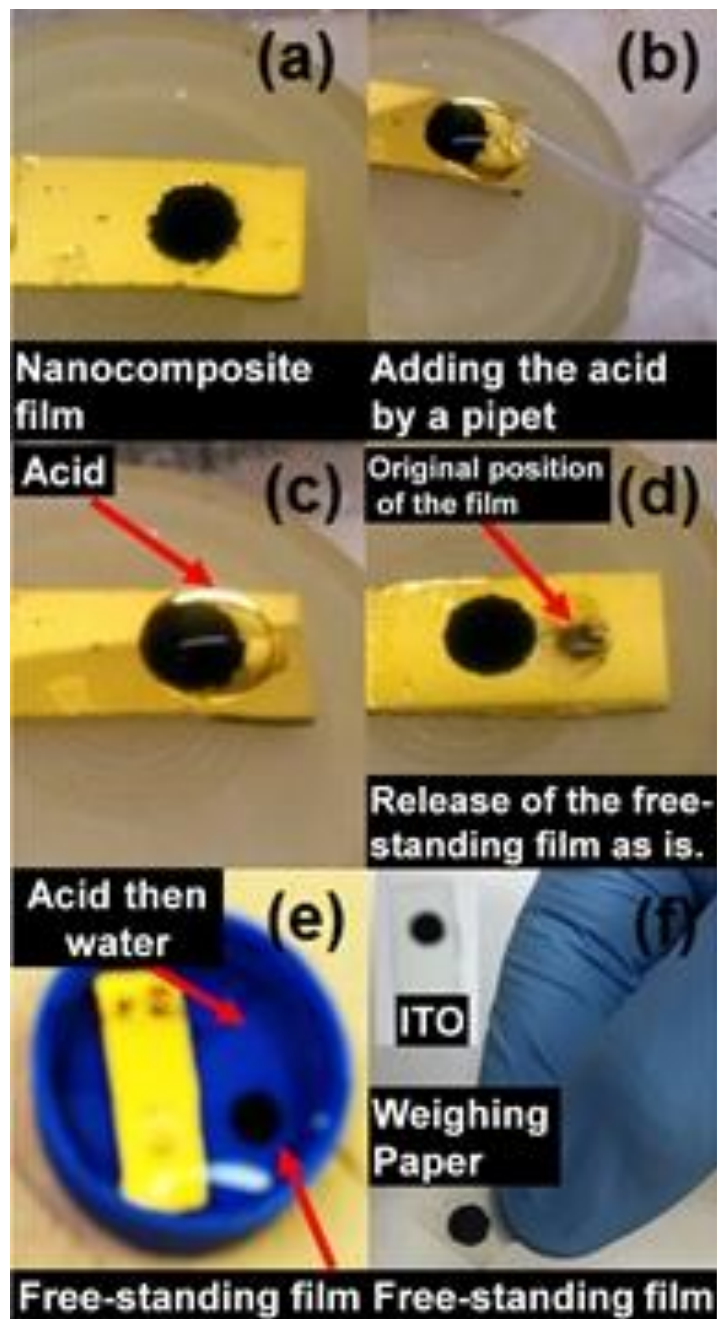 (a)
(b)
Nanocomposite
film
Adding the acid
by a pipet
Acid
(c)
Original position
of the film
(d)
Release of the free-
standing film as is.
Acid then
water
(e)
(f)
ITO
Weighing
Paper
Free-standing film
Free-standing film